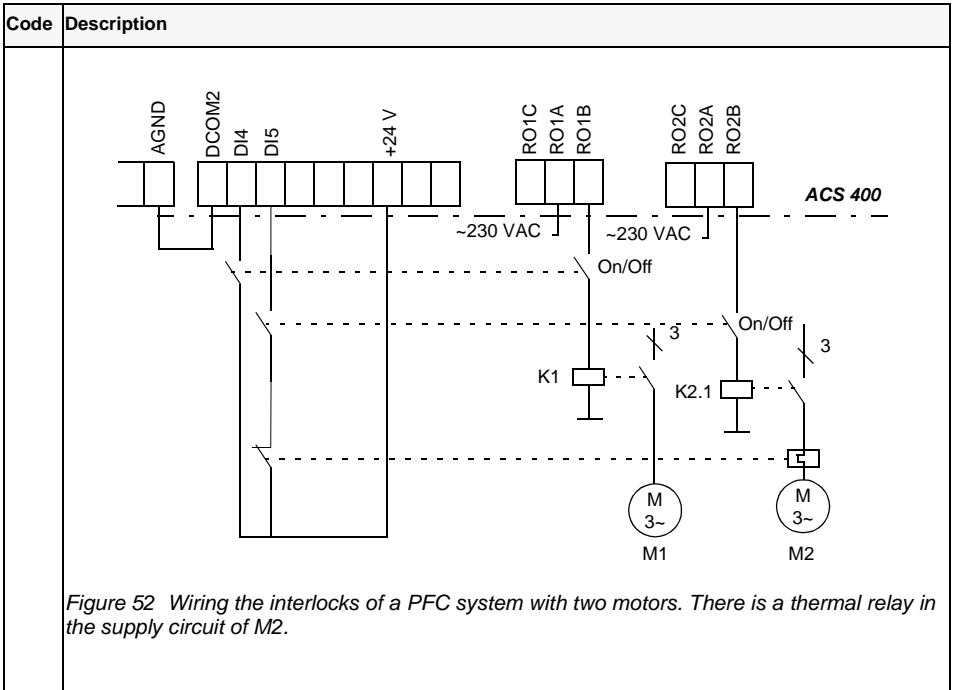 Code Description
AGND
DCOM2
DI4
DI5
+24 V
RO1C
RO1A
RO1B
RO2C
RO2A
RO2B
ACS 400
~230 VAC
~230 VAC
On/Off
On/Off
3
3
K1
K2.1
M
3~
M
3~
M1
M2
Figure 52 Wiring the interlocks of a PFC system with two motors. There is a thermal relay in
the supply circuit of M2.